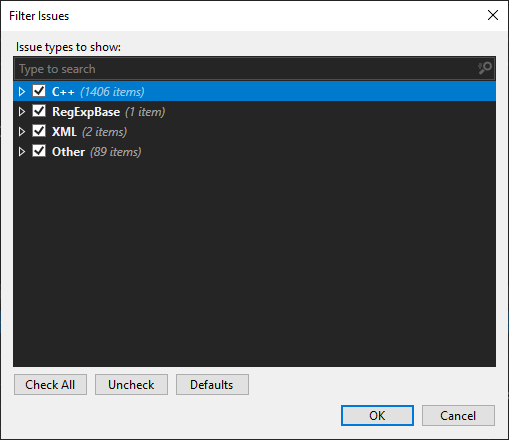 Filter Issues
Issue types to show:
Type to search
C++ (1406 items)
RegExpBase (1 item)
XML (2 items)
Other (89 items)
Check All Uncheck Defaults
OK Cancel